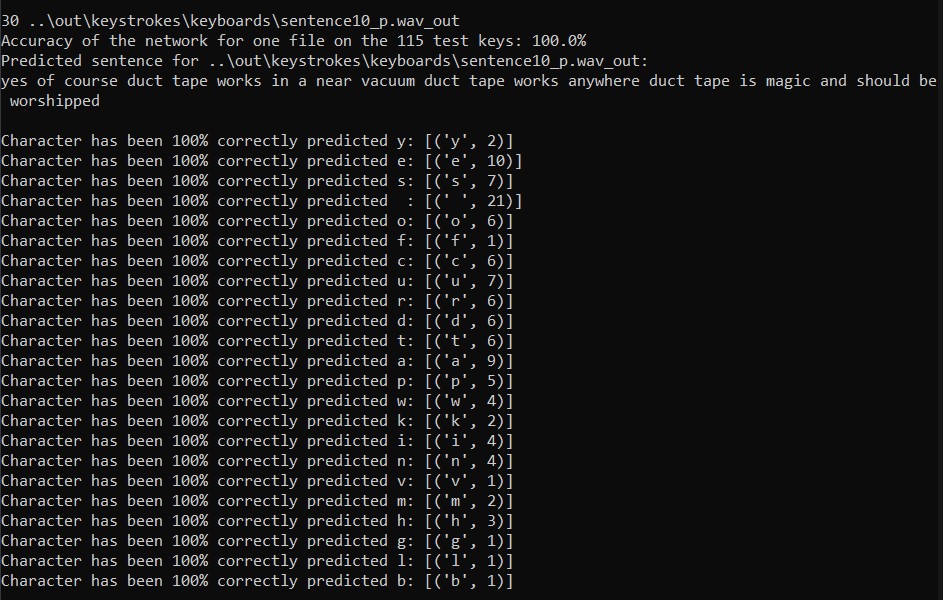 30 ..\out\keystrokes\keyboards\sentence10_p.wav_out
Accuracy of the network for one file on the 115 test keys: 100.0%
Predicted sentence for ..\out\keystrokes\keyboards\sentence10_p.wav_out:
yes of course duct tape works in a near vacuum duct tape works anywhere duct tape is magic and should be
 worshipped
Character has been 100% correctly predicted y: [('y', 2)]
Character has been 100% correctly predicted e: [('e', 10)]
Character has been 100% correctly predicted s: [('s', 7)]
Character has been 100% correctly predicted  : [(' ', 21)]
Character has been 100% correctly predicted o: [('o', 6)]
Character has been 100% correctly predicted f: [('f', 1)]
Character has been 100% correctly predicted c: [('c', 6)]
Character has been 100% correctly predicted u: [('u', 7)]
Character has been 100% correctly predicted r: [('r', 6)]
Character has been 100% correctly predicted d: [('d', 6)]
Character has been 100% correctly predicted t: [('t', 6)]
Character has been 100% correctly predicted a: [('a', 9)]
Character has been 100% correctly predicted p: [('p', 5)]
Character has been 100% correctly predicted w: [('w', 4)]
Character has been 100% correctly predicted k: [('k', 2)]
Character has been 100% correctly predicted i: [('i', 4)]
Character has been 100% correctly predicted n: [('n', 4)]
Character has been 100% correctly predicted v: [('v', 1)]
Character has been 100% correctly predicted m: [('m', 2)]
Character has been 100% correctly predicted h: [('h', 3)]
Character has been 100% correctly predicted g: [('g', 1)]
Character has been 100% correctly predicted l: [('l', 1)]
Character has been 100% correctly predicted b: [('b', 1)]